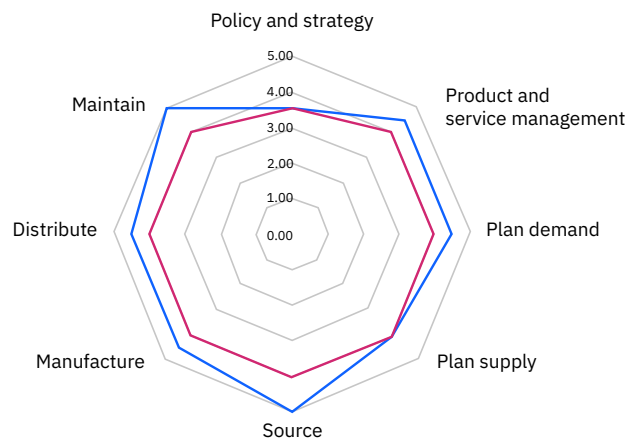 Policy and strategy
5.00
4.00
3.00
2.00
1.00
0.00
Product and
service management
Plan demand
Plan supply
Source
Manufacture
Distribute
Maintain